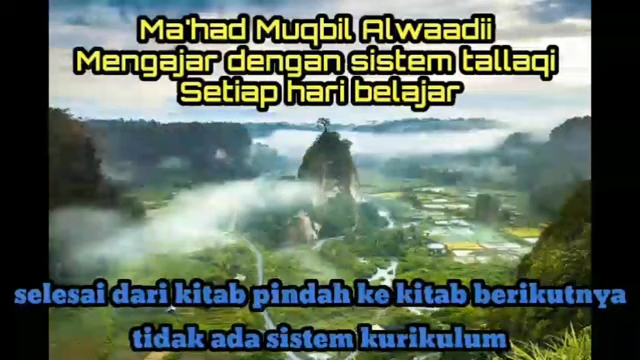 Ma'had Muqbil Alwaadii
Mengajar dengan sistem tallaqi
Setiap hari belajar
selesai dari kitab pindah ke kitab berikutnya
tidak ada sistem kurikulum